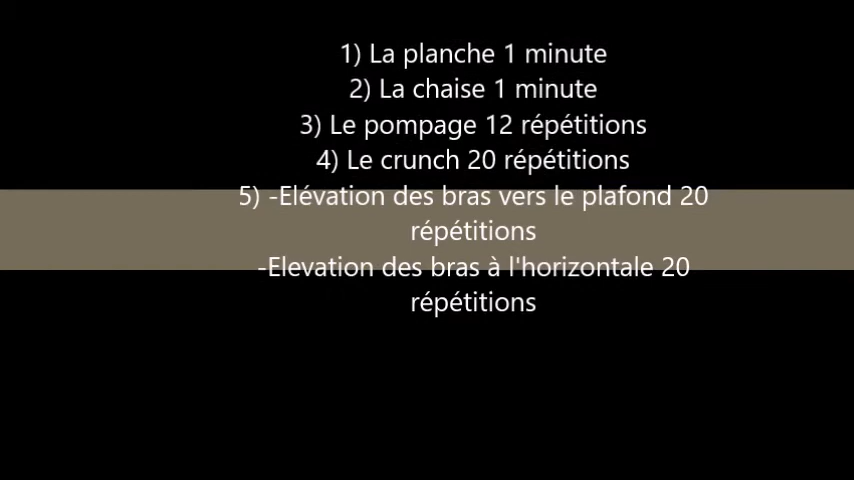 1) La planche 1 minute
2) La chaise 1 minute
3) Le pompage 12 répétitions
4) Le crunch 20 répétitions
5) -Elévation des bras vers le plafond 20
répétitions
-Elevation des bras à l'horizontale 20
répétitions